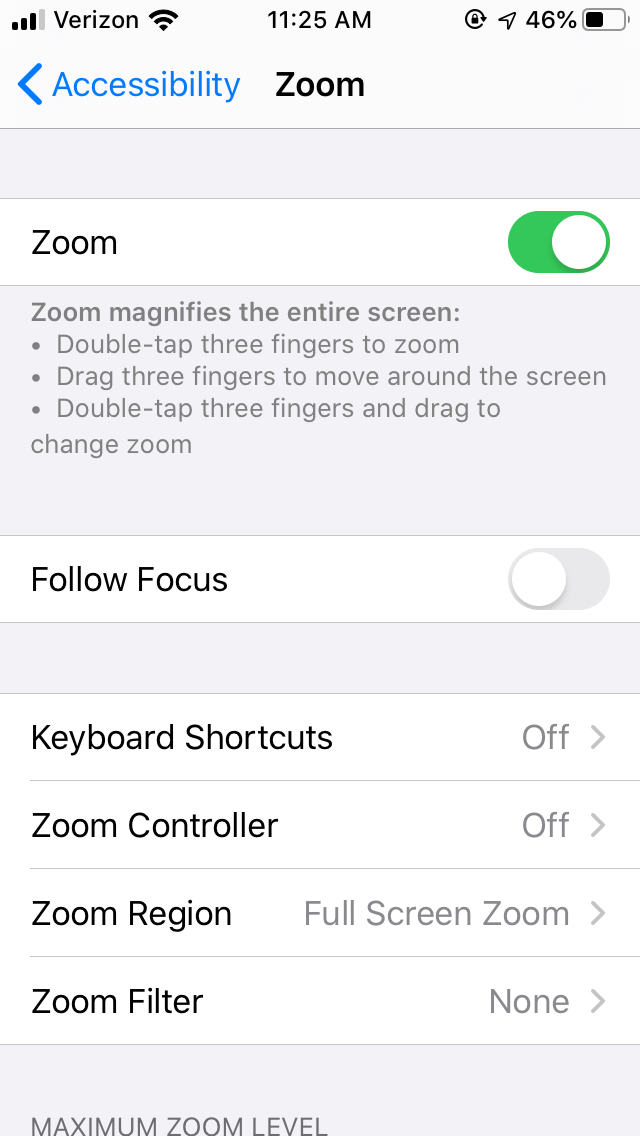 Verizon 11:25 AM 46%
Accessibility Zoom
Zoom
Zoom magnifies the entire screen:
• Double-tap three fingers to zoom
• Drag three fingers to move around the screen
• Double-tap three fingers and drag to
change zoom
Follow Focus
Keyboard Shortcuts Off
Zoom Controller Off
Zoom Region Full Screen Zoom
Zoom Filter None
MAXIMUM ZOOM LEVEL